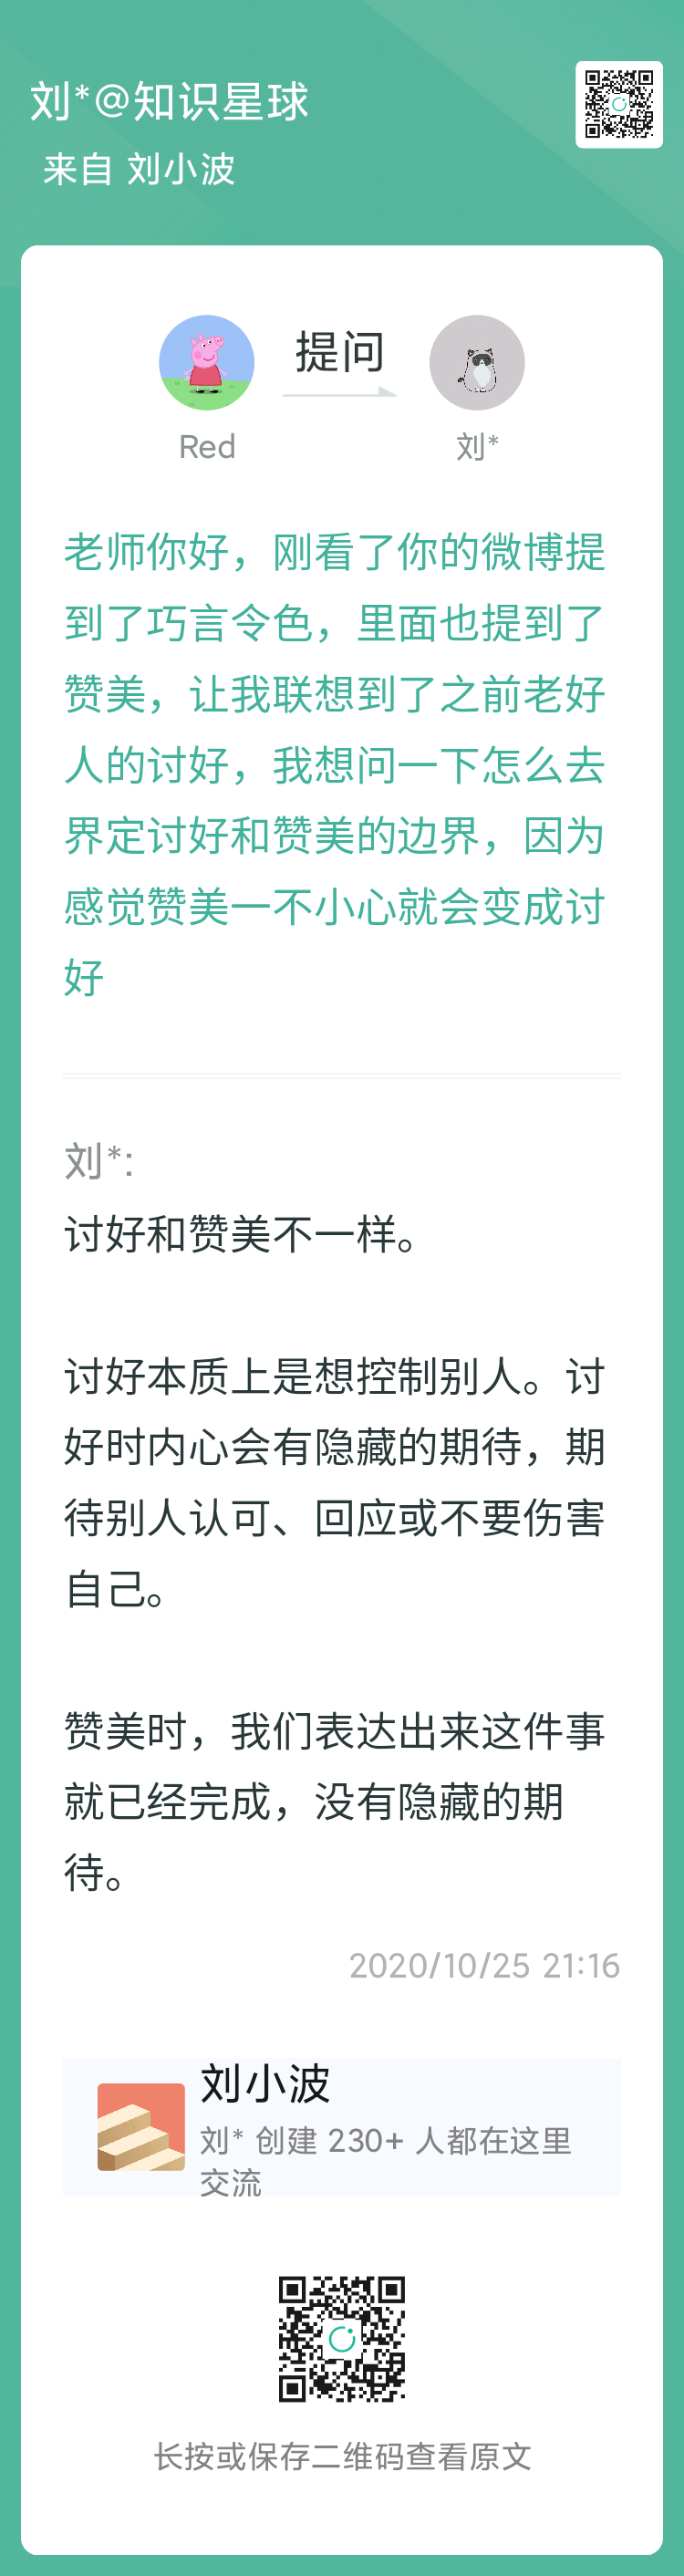 刘*@知识星球
来自 刘小波
提问
Red
刘*
老师你好，刚看了你的微博提
到了巧言令色，里面也提到了
赞美，让我联想到了之前老好
人的讨好，我想问一下怎么去
界定讨好和赞美的边界，因为
感觉赞美一不小心就会变成讨
好
刘*:
讨好和赞美不一样。
讨好本质上是想控制别人。讨
好时内心会有隐藏的期待，期
待别人认可、回应或不要伤害
自己。
赞美时，我们表达出来这件事
就已经完成，没有隐藏的期
待。
2020/10/25 21:16
刘小波
刘* 创建 230+ 人都在这里
交流
长按或保存二维码查看原文